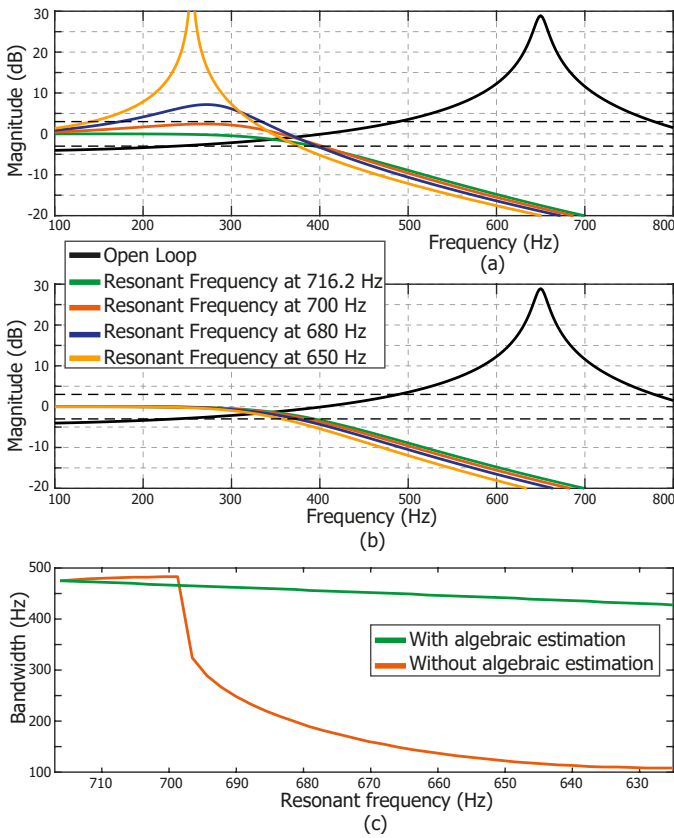 30
20
10
0
-10
-20
Magnitude (dB)
100
200
300
400
500
600
700
800
Frequency (Hz)
(a)
Open Loop
Resonant Frequency at 716.2 Hz
Resonant Frequency at 700 Hz
Resonant Frequency at 680 Hz
Resonant Frequency at 650 Hz
30
20
10
0
-10
-20
Magnitude (dB)
100
200
300
400
500
600
700
800
Frequency (Hz)
(b)
500
400
300
200
100
Bandwidth (Hz)
With algebraic estimation
Without algebraic estimation
710
700
690
680
670
660
650
640
630
Resonant frequency (Hz)
(c)